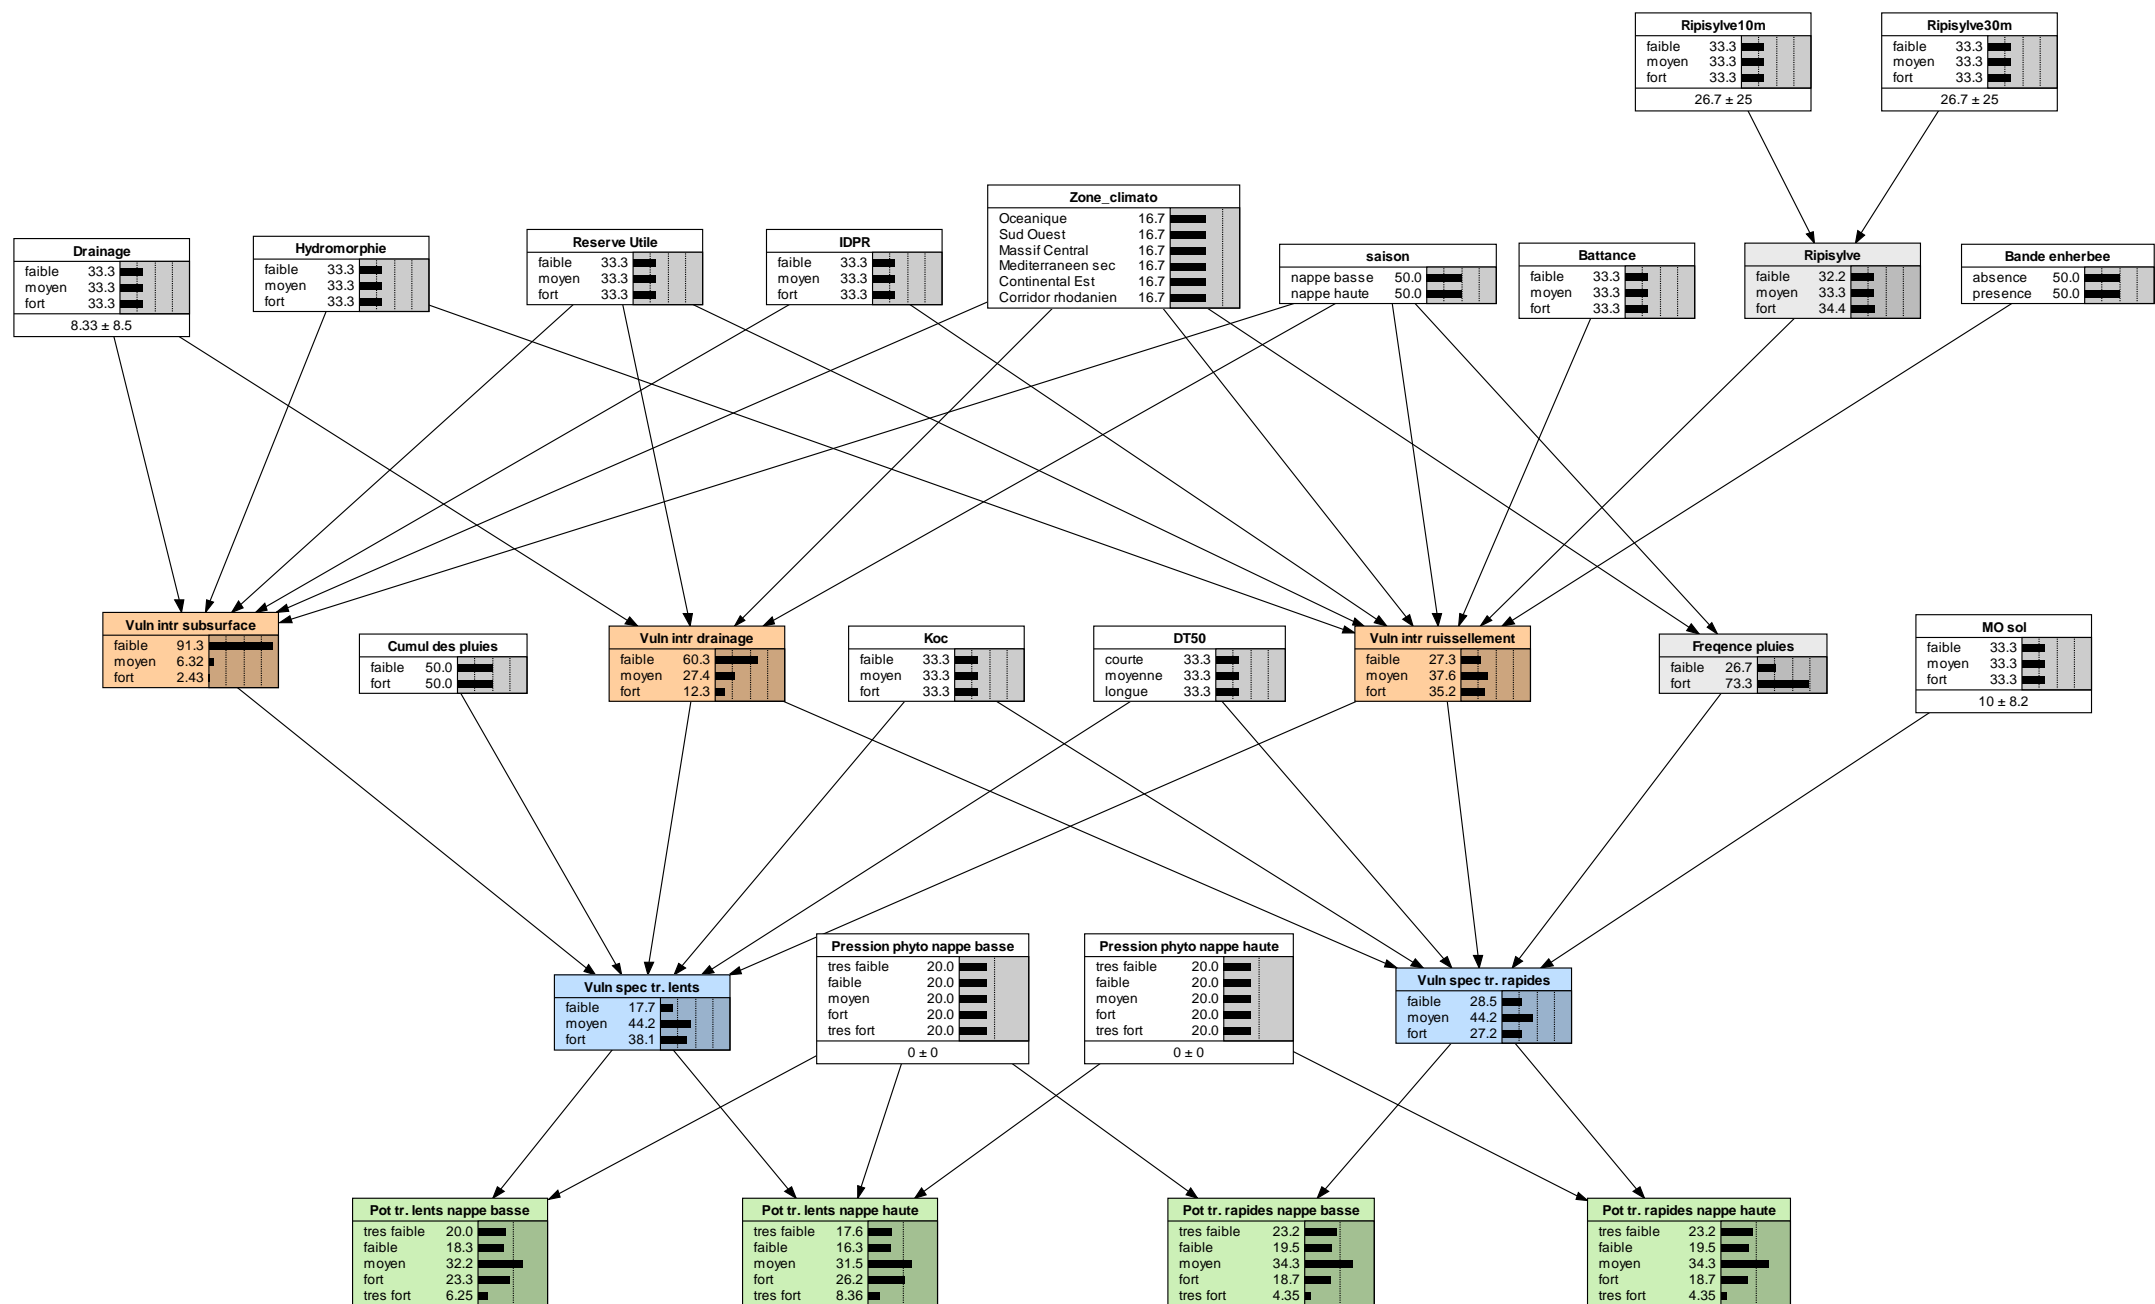 Ripisylve10m
faible 33.3
moyen 33.3
fort 33.3
26.7 ± 25
Ripisylve30m
faible 33.3
moyen 33.3
fort 33.3
26.7 ± 25
Drainage
faible 33.3
moyen 33.3
fort 33.3
8.33 ± 8.5
Hydromorphie
faible 33.3
moyen 33.3
fort 33.3
Reserve Utile
faible 33.3
moyen 33.3
fort 33.3
IDPR
faible 33.3
moyen 33.3
fort 33.3
Zone_climato
Oceanique 16.7
Sud Ouest 16.7
Massif Central 16.7
Mediterraneen sec 16.7
Continental Est 16.7
Corridor rhodanien 16.7
saison
nappe basse 50.0
nappe haute 50.0
Battance
faible 33.3
moyen 33.3
fort 33.3
Ripisylve
faible 32.2
moyen 33.3
fort 34.4
Bande enherbee
absence 50.0
presence 50.0
Vuln intr subsurface
faible 91.3
moyen 6.32
fort 2.43
Cumul des pluies
faible 50.0
fort 50.0
Vuln intr drainage
faible 60.3
moyen 27.4
fort 12.3
Koc
faible 33.3
moyen 33.3
fort 33.3
DT50
courte 33.3
moyenne 33.3
longue 33.3
Vuln intr ruissellement
faible 27.3
moyen 37.6
fort 35.2
Freqence pluies
faible 26.7
fort 73.3
MO sol
faible 33.3
moyen 33.3
fort 33.3
10 ± 8.2
Vuln spec tr. lents
faible 17.7
moyen 44.2
fort 38.1
Pression phyto nappe basse
tres faible 20.0
faible 20.0
moyen 20.0
fort 20.0
tres fort 20.0
0 ± 0
Pression phyto nappe haute
tres faible 20.0
faible 20.0
moyen 20.0
fort 20.0
tres fort 20.0
0 ± 0
Vuln spec tr. rapides
faible 28.5
moyen 44.2
fort 27.2
Pot tr. lents nappe basse
tres faible 20.0
faible 18.3
moyen 32.2
fort 23.3
tres fort 6.25
Pot tr. lents nappe haute
tres faible 17.6
faible 16.3
moyen 31.5
fort 26.2
tres fort 8.36
Pot tr. rapides nappe basse
tres faible 23.2
faible 19.5
moyen 34.3
fort 18.7
tres fort 4.35
Pot tr. rapides nappe haute
tres faible 23.2
faible 19.5
moyen 34.3
fort 18.7
tres fort 4.35